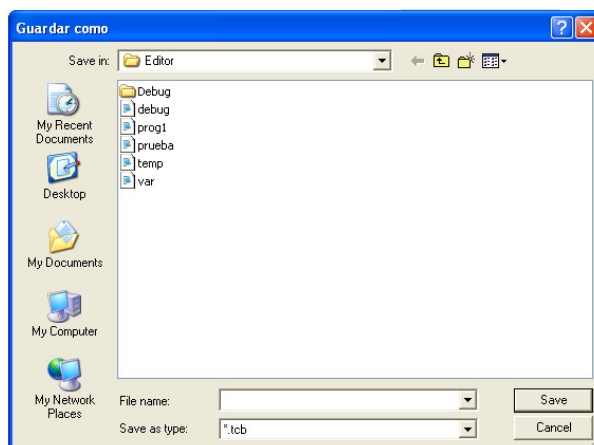 Guardar como
Save in:
Editor
My Recent
Documents
Desktop
My Documents
My Computer
My Network
Places
Debug
debug
prog1
prueba
temp
var
File name:
Save
Save as type:
*.tcb
Cancel